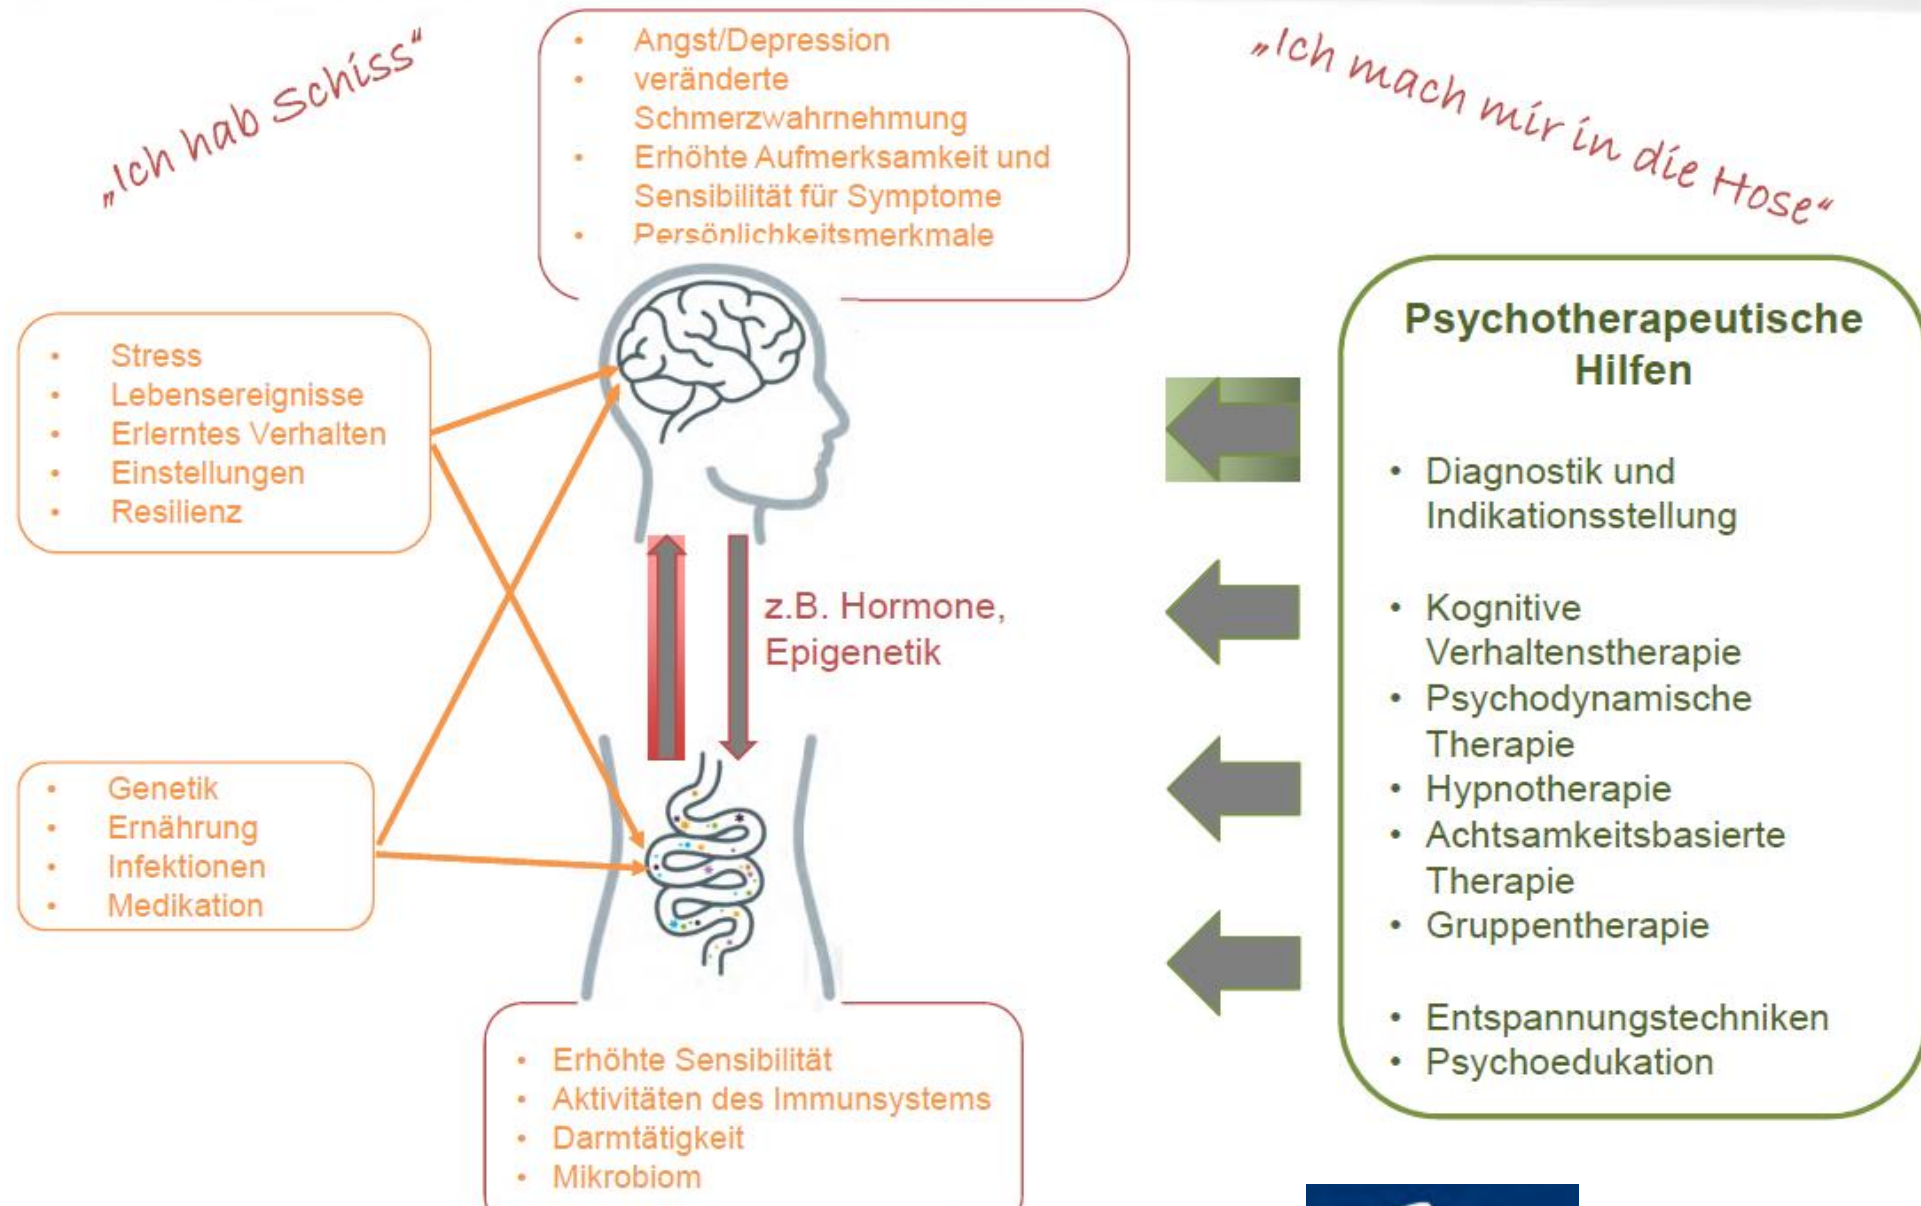 „Ich hab Schiss“
• Angst/Depression
• veränderte
Schmerzwahrnehmung
• Erhöhte Aufmerksamkeit und
Sensibilität für Symptome
• Persönlichkeitsmerkmale
„Ich mach mir in die Hose“
• Stress
• Lebensereignisse
• Erlerntes Verhalten
• Einstellungen
• Resilienz
z.B. Hormone,
Epigenetik
• Genetik
• Ernährung
• Infektionen
• Medikation
• Erhöhte Sensibilität
• Aktivitäten des Immunsystems
• Darmtätigkeit
• Mikrobiom
Psychotherapeutische
Hilfen
• Diagnostik und
Indikationsstellung
• Kognitive
Verhaltenstherapie
• Psychodynamische
Therapie
• Hypnotherapie
• Achtsamkeitsbasierte
Therapie
• Gruppentherapie
• Entspannungstechniken
• Psychoedukation